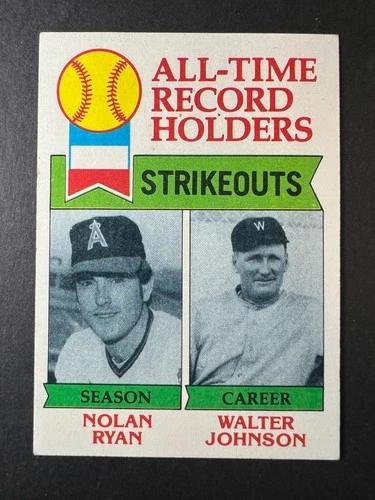 ALL-TIME
RECORD
HOLDERS
STRIKEOUTS
A
W
SEASON
CAREER
NOLAN
RYAN
WALTER
JOHNSON